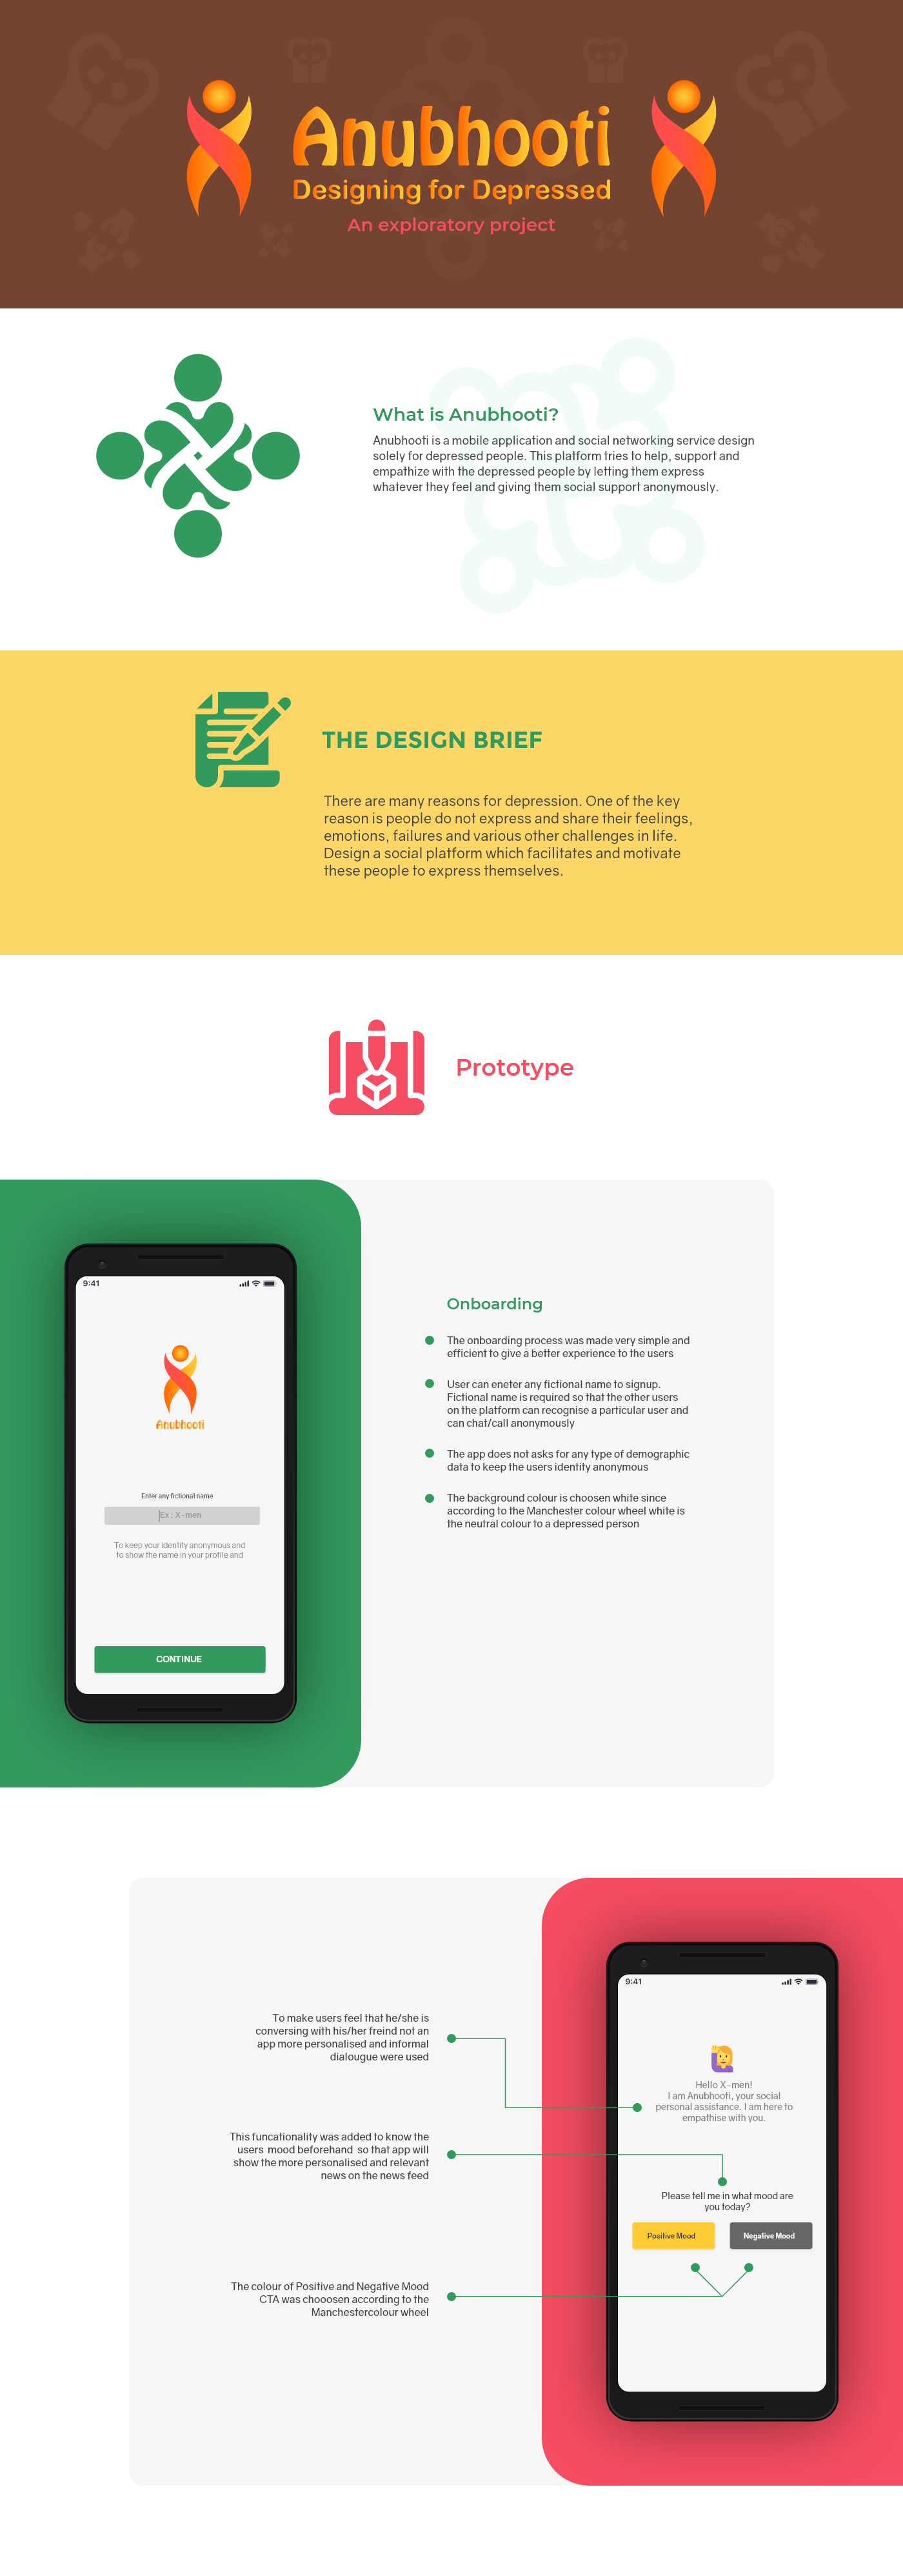 Anubhooti
Designing for Depressed
An exploratory project
What is Anubhooti?
Anubhooti is a mobile application and social networking service design
solely for depressed people. This platform tries to help, support and
empathize with the depressed people by letting them express
whatever they feel and giving them social support anonymously.
THE DESIGN BRIEF
There are many reasons for depression. One of the key
reason is people do not express and share their feelings,
emotions, failures and various other challenges in life.
Design a social platform which facilitates and motivate
these people to express themselves.
Prototype
9:41
Anubhooti
Enter any fictional name
Ex : X-men
To keep your identity anonymous and
to show the name in your profile and
CONTINUE
Onboarding
The onboarding process was made very simple and
efficient to give a better experience to the users
User can eneter any fictional name to signup.
Fictional name is required so that the other users
on the platform can recognise a particular user and
can chat/call anonymously
The app does not asks for any type of demographic
data to keep the users identity anonymous
The background colour is choosen white since
according to the Manchester colour wheel white is
the neutral colour to a depressed person
To make users feel that he/she is
conversing with his/her freind not an
app more personalised and informal
dialougue were used
This funcationality was added to know the
users mood beforehand so that app will
show the more personalised and relevant
news on the news feed
The colour of Positive and Negative Mood
CTA was chooosen according to the
Manchestercolour wheel
9:41
Hello X-men!
I am Anubhooti, your social
personal assistance. I am here to
empathise with you.
Please tell me in what mood are
you today?
Positive Mood
Negative Mood